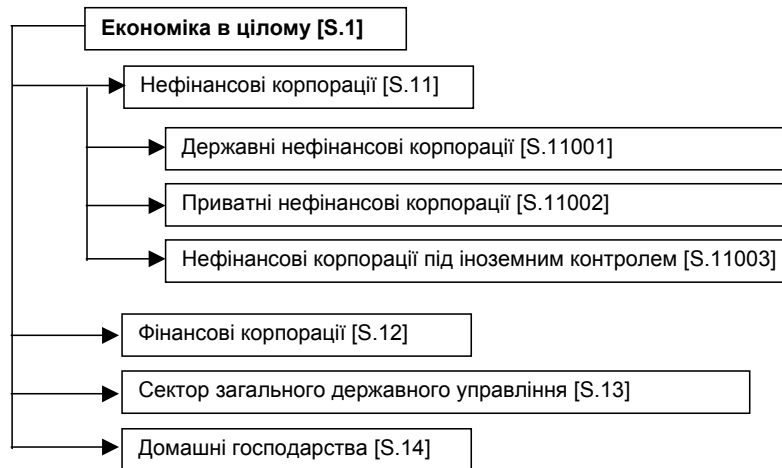 Економіка в цілому [S.1]
Нефінансові корпорації [S.11]
Державні нефінансові корпорації [S.11001]
Приватні нефінансові корпорації [S.11002]
Нефінансові корпорації під іноземним контролем [S.11003]
Фінансові корпорації [S.12]
Сектор загального державного управління [S.13]
Домашні господарства [S.14]